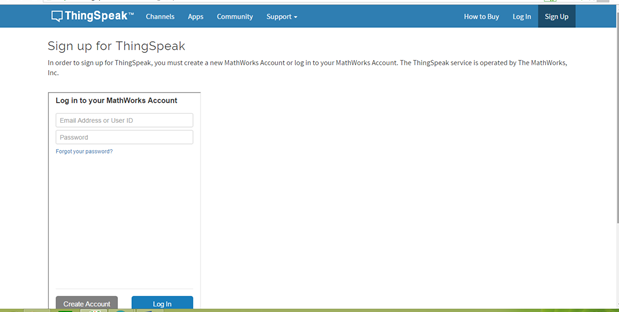 ThingSpeak™ Channels Apps Community Support How to Buy Log In Sign Up
Sign up for ThingSpeak
In order to sign up for ThingSpeak, you must create a new MathWorks Account or log in to your MathWorks Account. The ThingSpeak service is operated by The MathWorks,
Inc.
Log in to your MathWorks Account
Email Address or User ID
Password
Forgot your password?
Create Account Log In